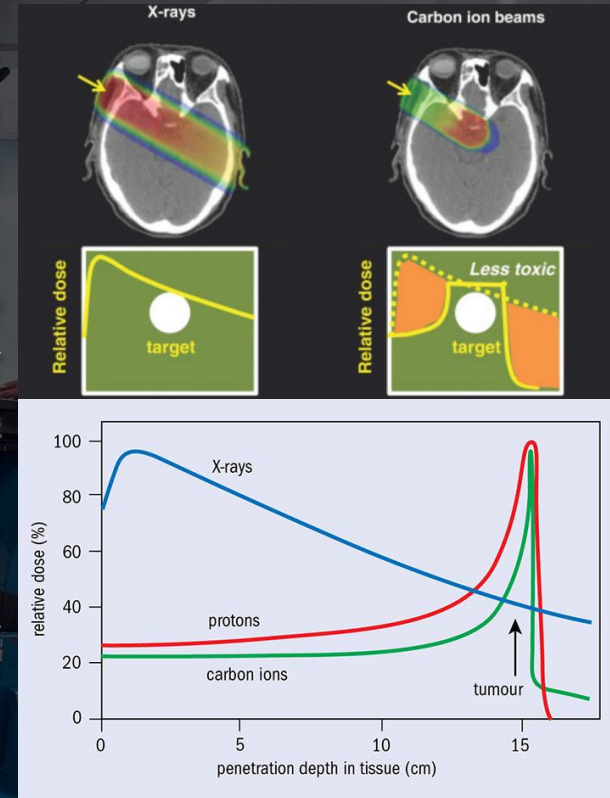 X-rays
Carbon ion beams
Relative dose
target
Relative dose
Less toxic
target
relative dose (%)
100
80
60
40
20
0
X-rays
protons
carbon ions
tumour
0
5
10
15
penetration depth in tissue (cm)